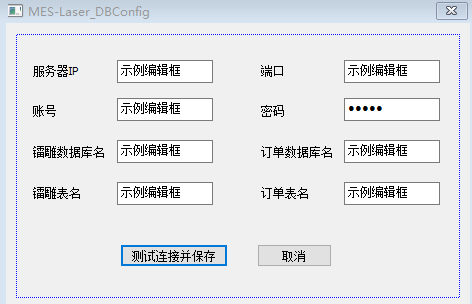 MES-Laser_DBConfig
服务器IP 示例编辑框 端口 示例编辑框
账号 示例编辑框 密码 •••••
镭雕数据库名 示例编辑框 订单数据库名 示例编辑框
镭雕表名 示例编辑框 订单表名 示例编辑框
测试连接并保存 取消